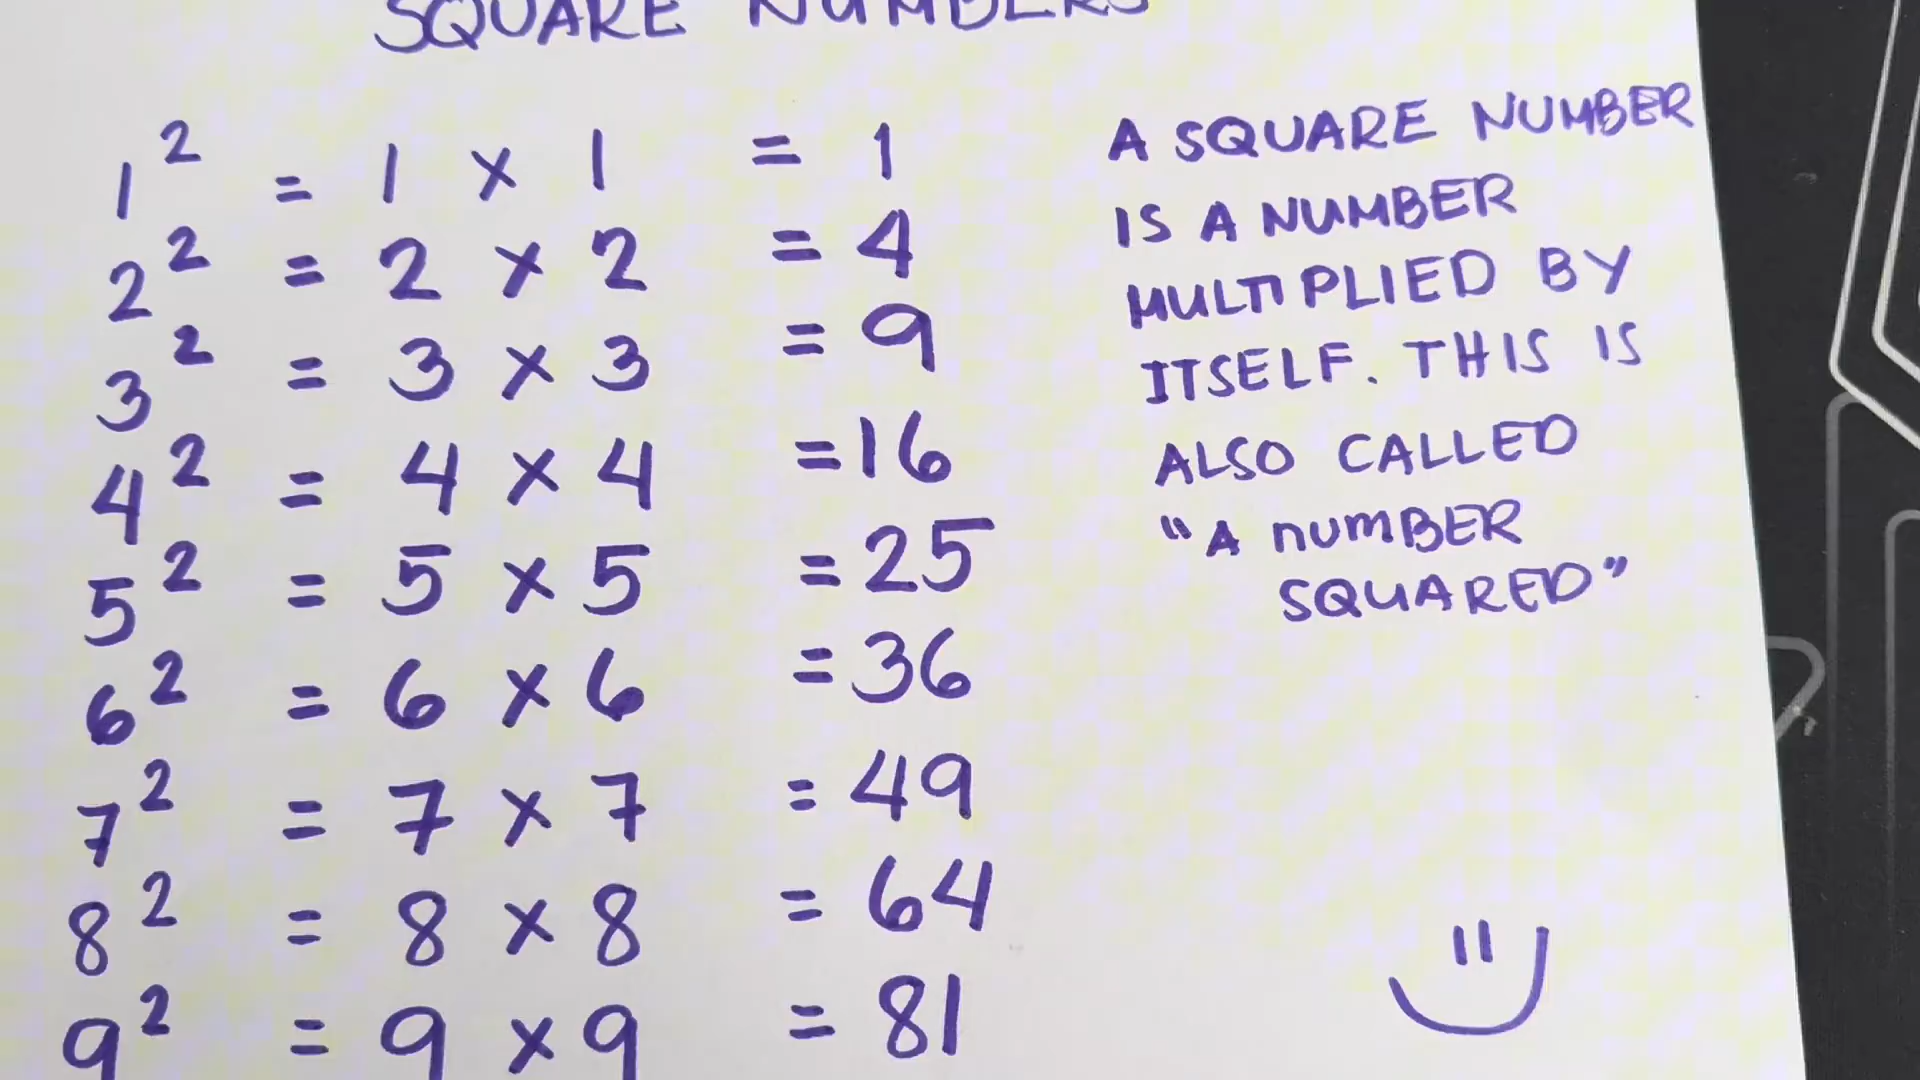 SQUARE NUMBERS
1² = 1 × 1 = 1
2² = 2 × 2 = 4
3² = 3 × 3 = 9
4² = 4 × 4 = 16
5² = 5 × 5 = 25
6² = 6 × 6 = 36
7² = 7 × 7 = 49
8² = 8 × 8 = 64
9² = 9 × 9 = 81
A SQUARE NUMBER
IS A NUMBER
MULTIPLIED BY
ITSELF. THIS IS
ALSO CALLED
"A NUMBER
SQUARED"